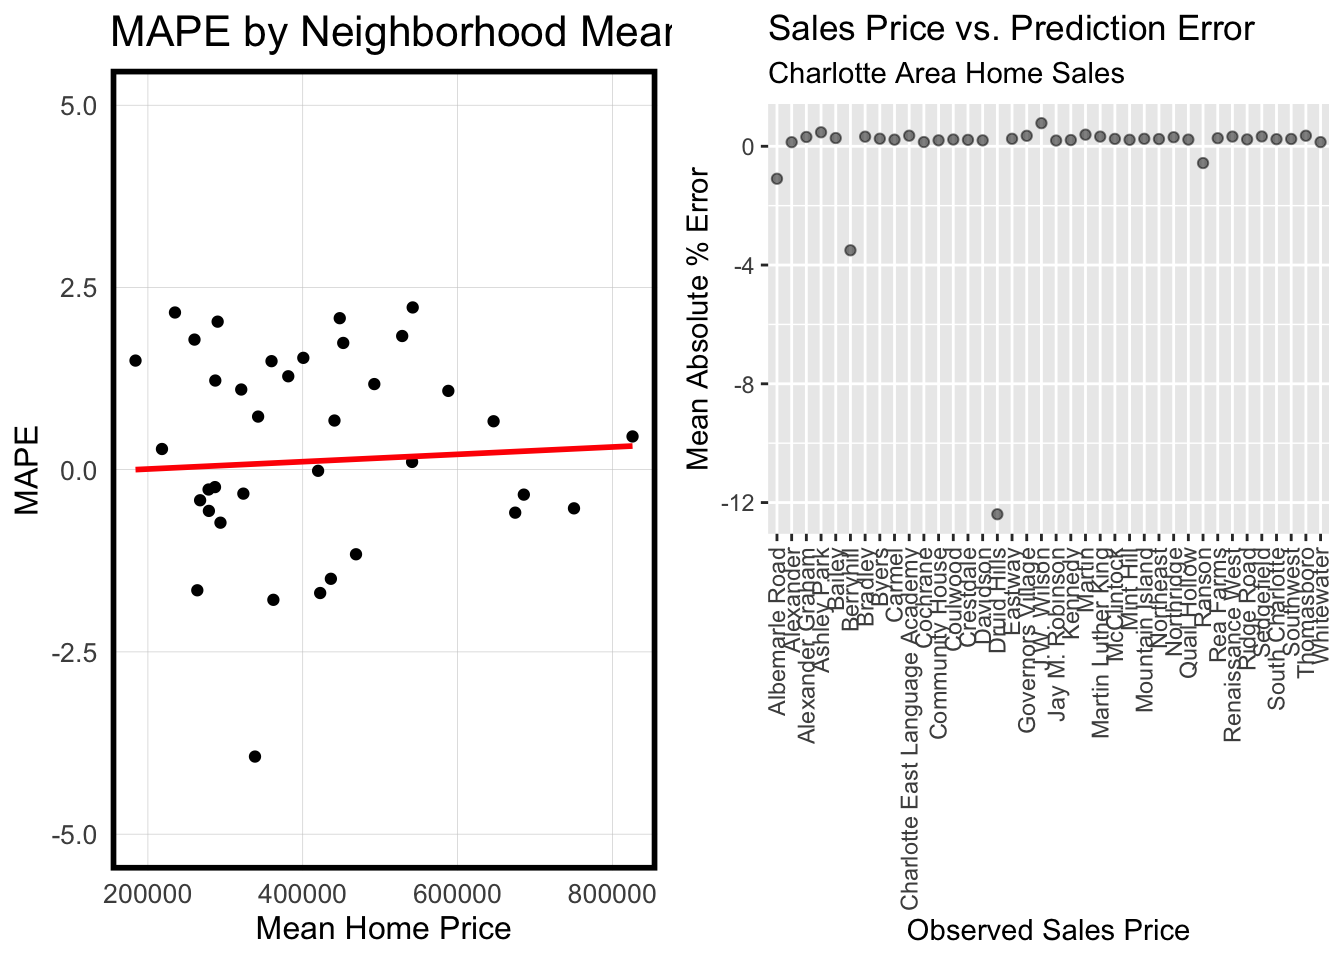 MAPE by Neighborhood Mean
5.0
2.5
0.0
-2.5
-5.0
MAPE
200000 400000 600000 800000
Mean Home Price
Sales Price vs. Prediction Error
Charlotte Area Home Sales
0
-4
-8
-12
Mean Absolute % Error
Albemarle Road
Alexander
Alexander Graham
Ashley Park
Bailey
Berryhill
Bradley
Byers
Carmel
Charlotte East Language Academy
Cochrane
Community House
Coulwood
Crestdale
Davidson
Druid Hills
Eastway
Governors Village
J.W. Wilson
Jay M. Robinson
Kennedy
Martin
Martin Luther King
McClintock
Mint Hill
Mountain Island
Northeast
Northridge
Quail Hollow
Ranson
Rea Farms
Renaissance West
Ridge Road
Sedgefield
South Charlotte
Southwest
Thomasboro
Whitewater
Observed Sales Price